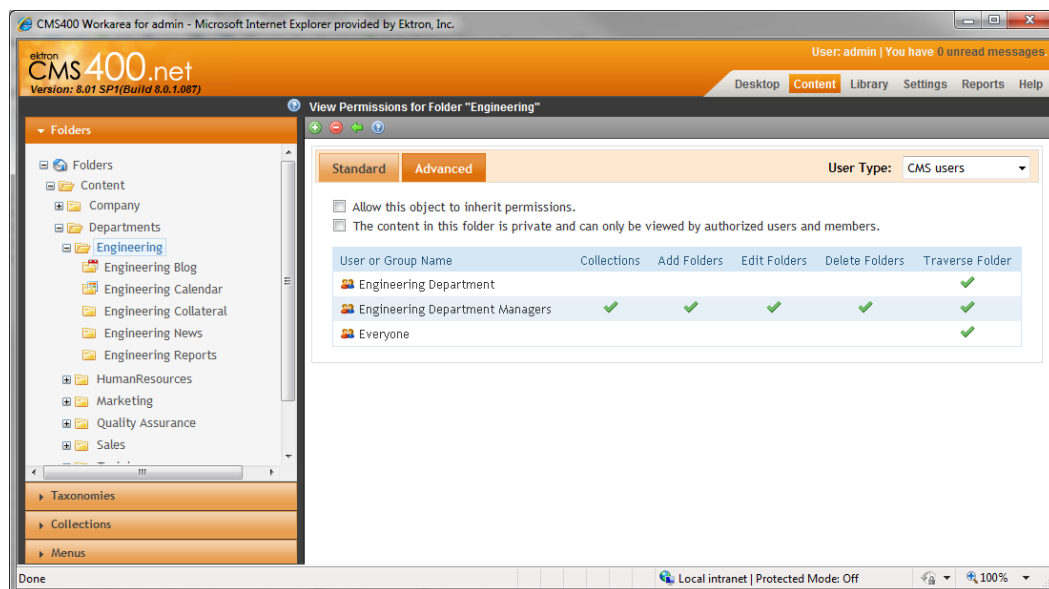 CMS400 Workarea for admin - Microsoft Internet Explorer provided by Ektron, Inc.
ektron
CMS400.net
Version: 8.01 SP1(Build 8.0.1.087)
User: admin | You have 0 unread messages.
Desktop Content Library Settings Reports Help
View Permissions for Folder "Engineering"
Folders
Folders
Content
Company
Departments
Engineering
Engineering Blog
Engineering Calendar
Engineering Collateral
Engineering News
Engineering Reports
HumanResources
Marketing
Quality Assurance
Sales
Taxonomies
Collections
Menus
Standard Advanced
User Type: CMS users
Allow this object to inherit permissions.
The content in this folder is private and can only be viewed by authorized users and members.
User or Group Name Collections Add Folders Edit Folders Delete Folders Traverse Folder
Engineering Department
Engineering Department Managers
Everyone
Done
Local intranet | Protected Mode: Off
100%